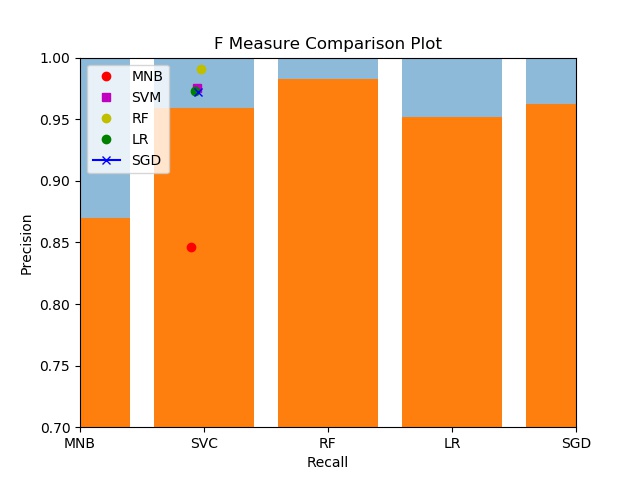 F Measure Comparison Plot
1.00
0.95
0.90
0.85
0.80
0.75
0.70
Precision
MNB
SVM
RF
LR
SGD
MNB SVC RF LR SGD
Recall